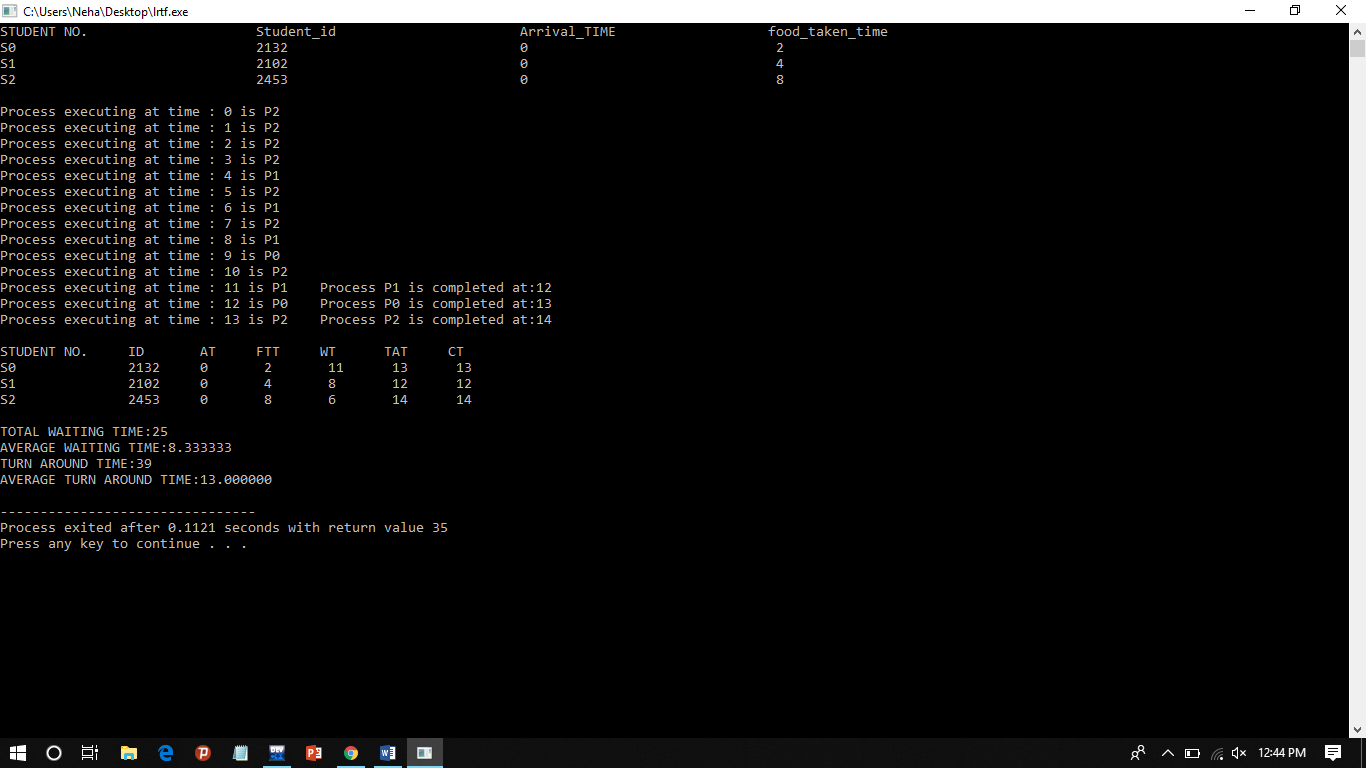 C:\Users\Neha\Desktop\lrtf.exe
STUDENT NO. Student_id Arrival_TIME food_taken_time
S0 2132 0 2
S1 2102 0 4
S2 2453 0 8
Process executing at time : 0 is P2
Process executing at time : 1 is P2
Process executing at time : 2 is P2
Process executing at time : 3 is P2
Process executing at time : 4 is P1
Process executing at time : 5 is P2
Process executing at time : 6 is P1
Process executing at time : 7 is P2
Process executing at time : 8 is P1
Process executing at time : 9 is P0
Process executing at time : 10 is P2
Process executing at time : 11 is P1 Process P1 is completed at:12
Process executing at time : 12 is P0 Process P0 is completed at:13
Process executing at time : 13 is P2 Process P2 is completed at:14
STUDENT NO. ID AT FTT WT TAT CT
S0 2132 0 2 11 13 13
S1 2102 0 4 8 12 12
S2 2453 0 8 6 14 14
TOTAL WAITING TIME:25
AVERAGE WAITING TIME:8.333333
TURN AROUND TIME:39
AVERAGE TURN AROUND TIME:13.000000
--------------------------------
Process exited after 0.1121 seconds with return value 35
Press any key to continue . . .
12:44 PM